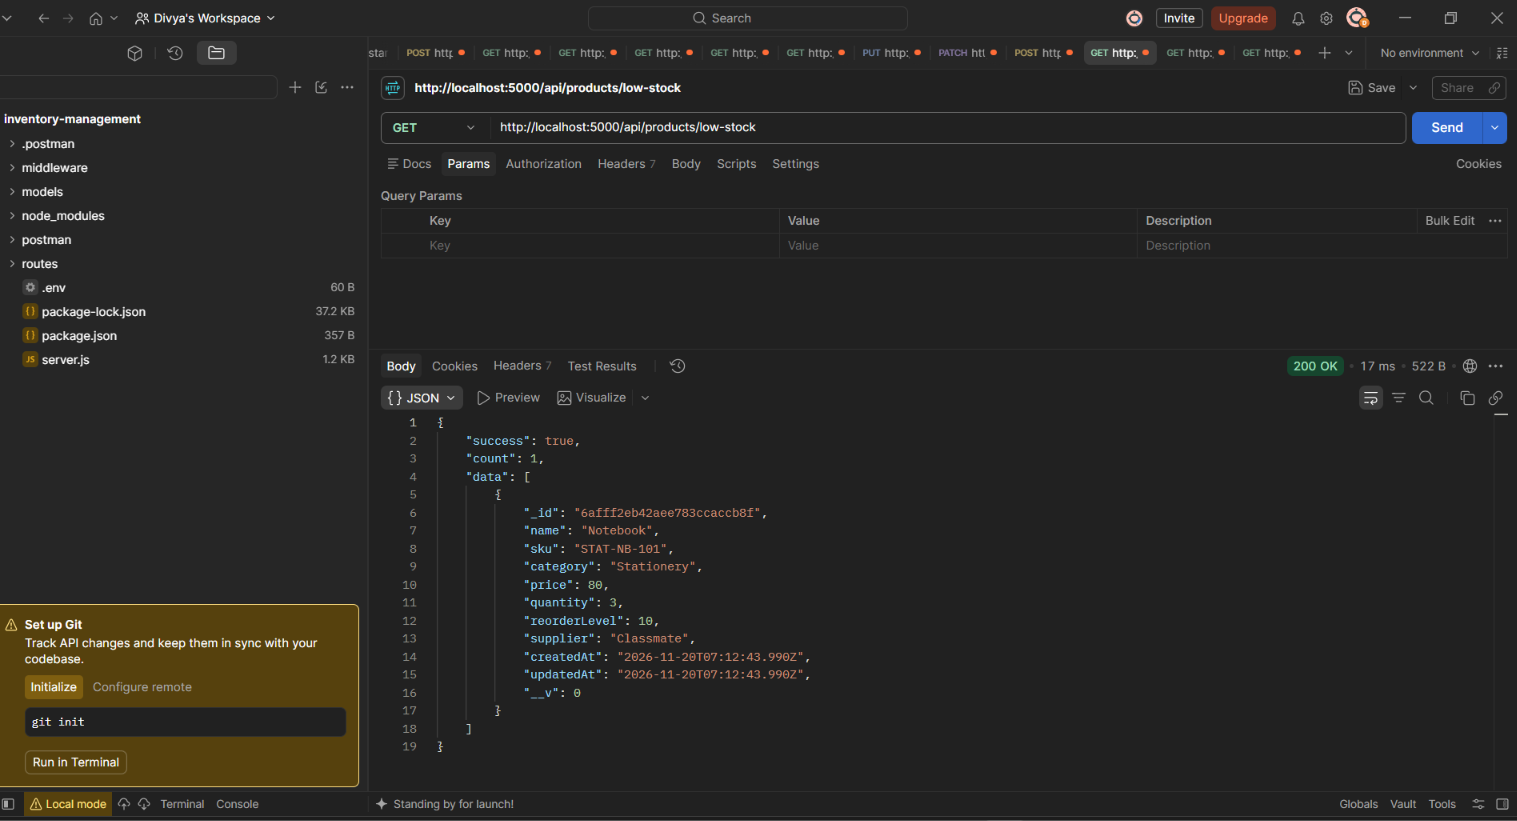 Divya's Workspace
Search
Invite
Upgrade
star
POST http:
GET http:
GET http:
GET http:
GET http:
GET http:
PUT http:
PATCH htt
POST http
GET http:
GET http:
GET http:
No environment
inventory-management
.postman
middleware
models
node_modules
postman
routes
.env 60 B
package-lock.json 37.2 KB
package.json 357 B
JS server.js 1.2 KB
Set up Git
Track API changes and keep them in sync with your
codebase.
Initialize Configure remote
git init
Run in Terminal
HTTP http://localhost:5000/api/products/low-stock
Save
Share
GET http://localhost:5000/api/products/low-stock
Send
Docs Params Authorization Headers 7 Body Scripts Settings Cookies
Query Params
Key Value Description Bulk Edit
Key Value Description
Body Cookies Headers 7 Test Results
200 OK • 17 ms • 522 B
{} JSON Preview Visualize
1 {
2 "success": true,
3 "count": 1,
4 "data": [
5 {
6 "_id": "6afff2eb42aee783ccaccb8f",
7 "name": "Notebook",
8 "sku": "STAT-NB-101",
9 "category": "Stationery",
10 "price": 80,
11 "quantity": 3,
12 "reorderLevel": 10,
13 "supplier": "Classmate",
14 "createdAt": "2026-11-20T07:12:43.990Z",
15 "updatedAt": "2026-11-20T07:12:43.990Z",
16 "__v": 0
17 }
18 ]
19 }
Local mode Terminal Console
Standing by for launch!
Globals Vault Tools